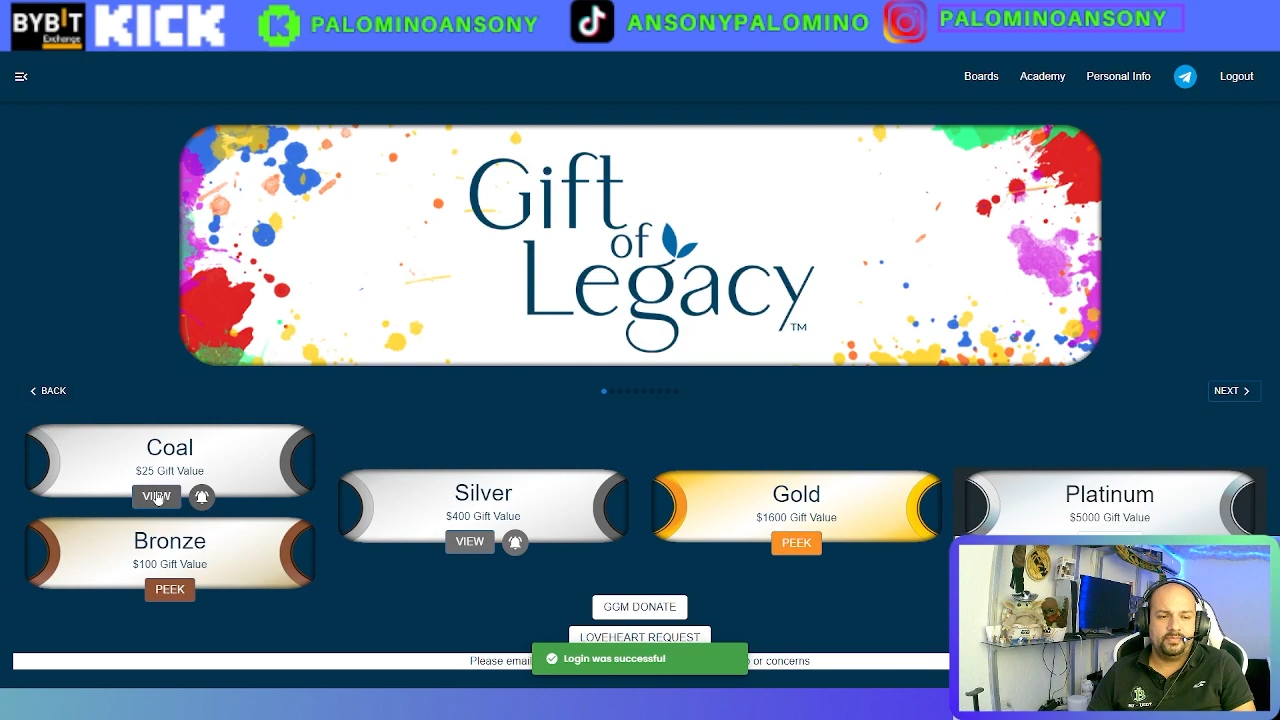 BYBIT
Exchange
KICK
PALOMINOANSONY
ANSONYPALOMINO
PALOMINOANSONY
Boards
Academy
Personal Info
Logout
Gift
of
Legacy™
BACK
NEXT
Coal
$25 Gift Value
VIEW
Bronze
$100 Gift Value
PEEK
Silver
$400 Gift Value
VIEW
Gold
$1600 Gift Value
PEEK
Platinum
$5000 Gift Value
GGM DONATE
LOVEHEART REQUEST
Login was successful
Please email
or concerns